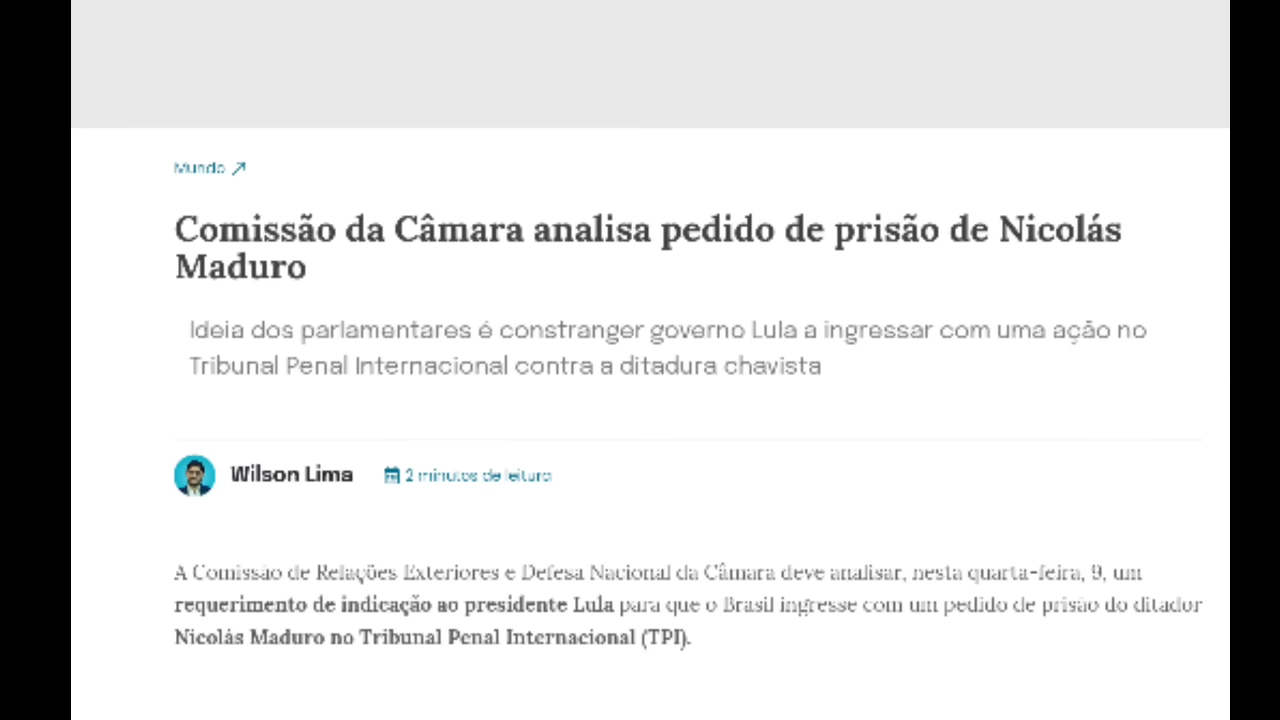 Mundo
Comissão da Câmara analisa pedido de prisão de Nicolás
Maduro
Ideia dos parlamentares é constranger governo Lula a ingressar com uma ação no
Tribunal Penal Internacional contra a ditadura chavista
Wilson Lima
2 minutos de leitura
A Comissão de Relações Exteriores e Defesa Nacional da Câmara deve analisar, nesta quarta-feira, 9, um
requerimento de indicação ao presidente Lula para que o Brasil ingresse com um pedido de prisão do ditador
Nicolás Maduro no Tribunal Penal Internacional (TPI).